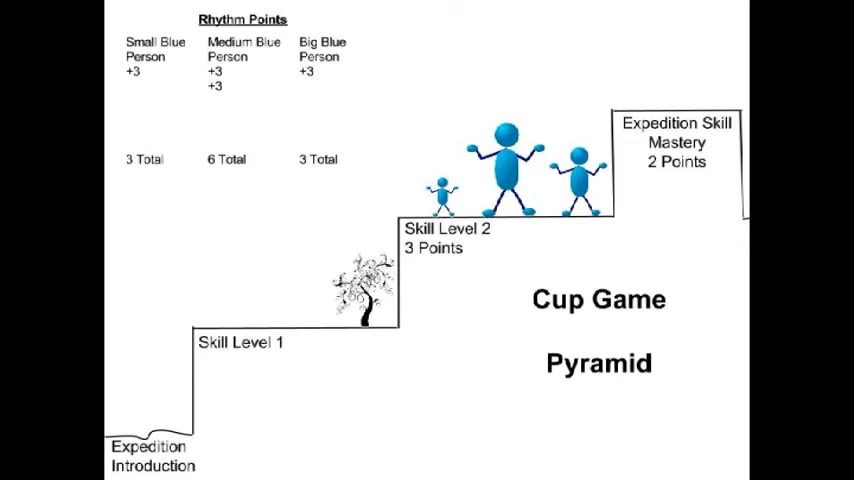 Rhythm Points
Small Blue Person
+3
3 Total
Medium Blue Person
+3
+3
6 Total
Big Blue Person
+3
3 Total
Expedition Skill
Mastery
2 Points
Skill Level 2
3 Points
Cup Game
Pyramid
Skill Level 1
Expedition
Introduction